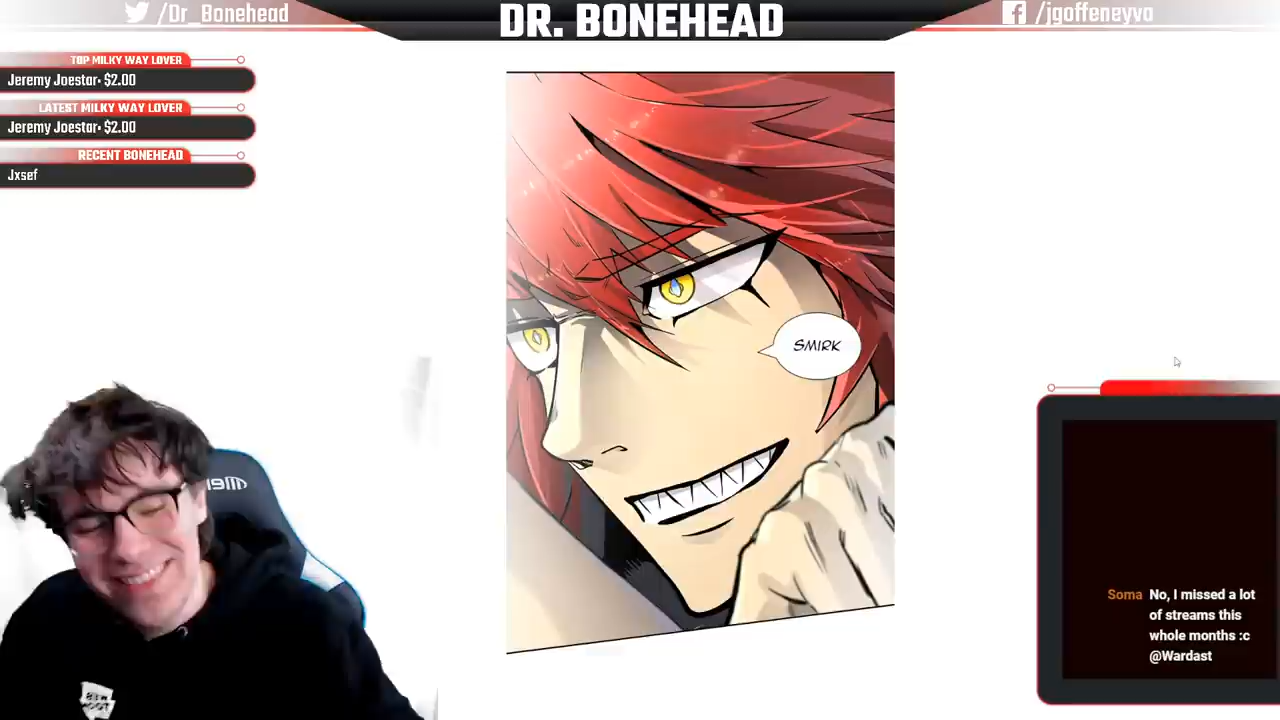 /Dr_Bonehead
DR. BONEHEAD
/jgoffeneyvo
TOP MILKY WAY LOVER
Jeremy Joestar: $2.00
LATEST MILKY WAY LOVER
Jeremy Joestar: $2.00
RECENT BONEHEAD
Jxsef
SMIRK
Soma No, I missed a lot
of streams this
whole months :c
@Wardast